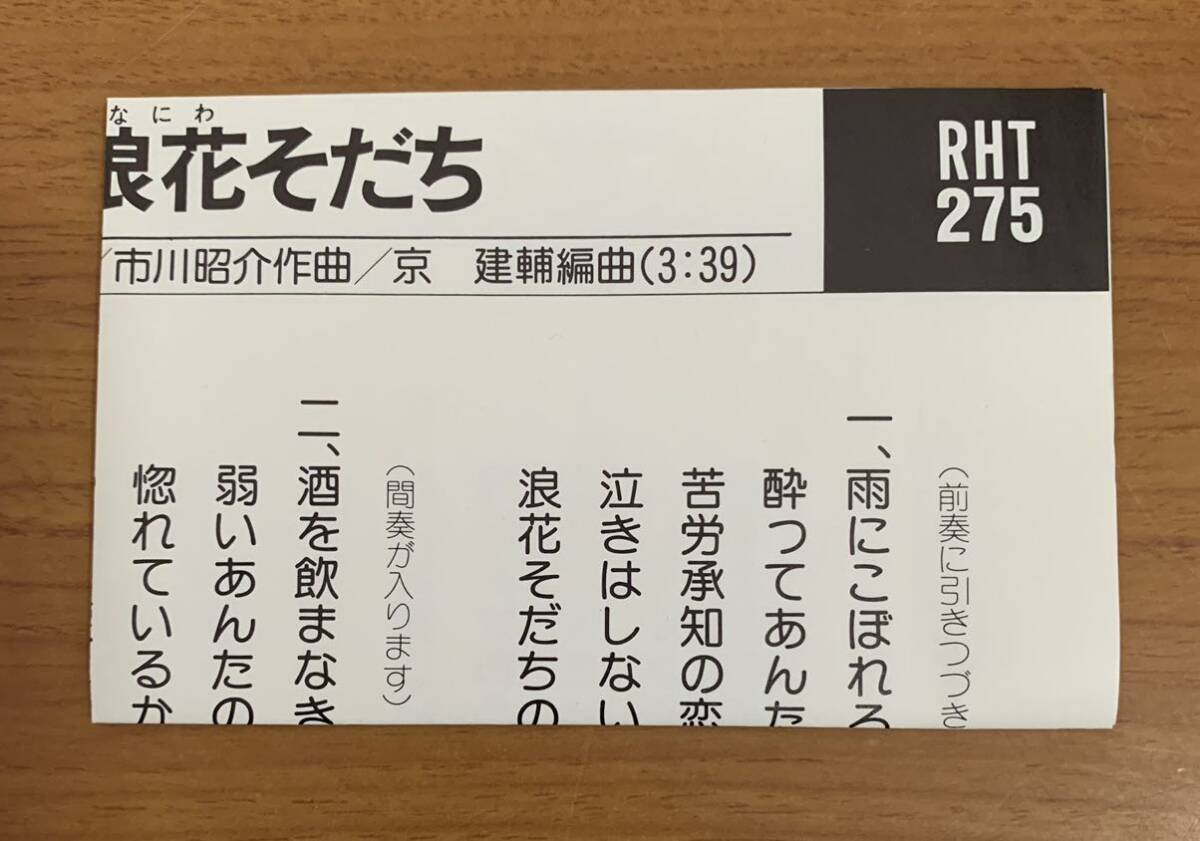 なにわ
浪花そだち
RHT
275
／市川昭介作曲／京　建輔編曲(3:39)
（前奏に引きつづき
一、雨にこぼれる
酔ってあんた
苦労承知の恋
泣きはしない
浪花そだちの
（間奏が入ります）
二、酒を飲まなき
弱いあんたの
惚れているか